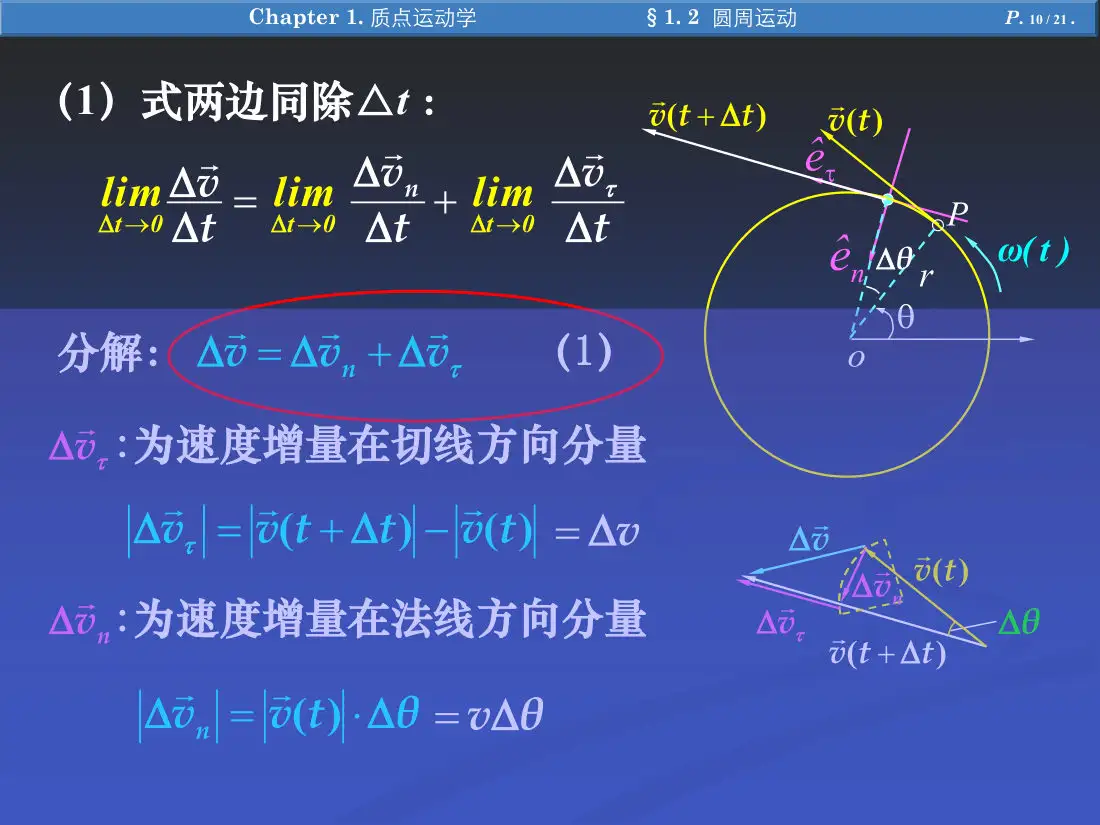 Chapter 1. 质点运动学 §1. 2 圆周运动 P. 10 / 21 .
(1) 式两边同除△t :
lim Δt→0 Δv⃗/Δt = lim Δt→0 Δv⃗n/Δt + lim Δt→0 Δv⃗τ/Δt
分解: Δv⃗ = Δv⃗n + Δv⃗τ (1)
Δv⃗τ :为速度增量在切线方向分量
|Δv⃗τ| = |v⃗(t + Δt)| − |v⃗(t)| = Δv
Δv⃗n :为速度增量在法线方向分量
|Δv⃗n| = |v⃗(t)| · Δθ = vΔθ
v⃗(t + Δt)
v⃗(t)
êτ
P
ên
Δθ
r
ω( t )
θ
o
Δv⃗
v⃗(t)
Δv⃗n
Δv⃗τ
Δθ
v⃗(t + Δt)